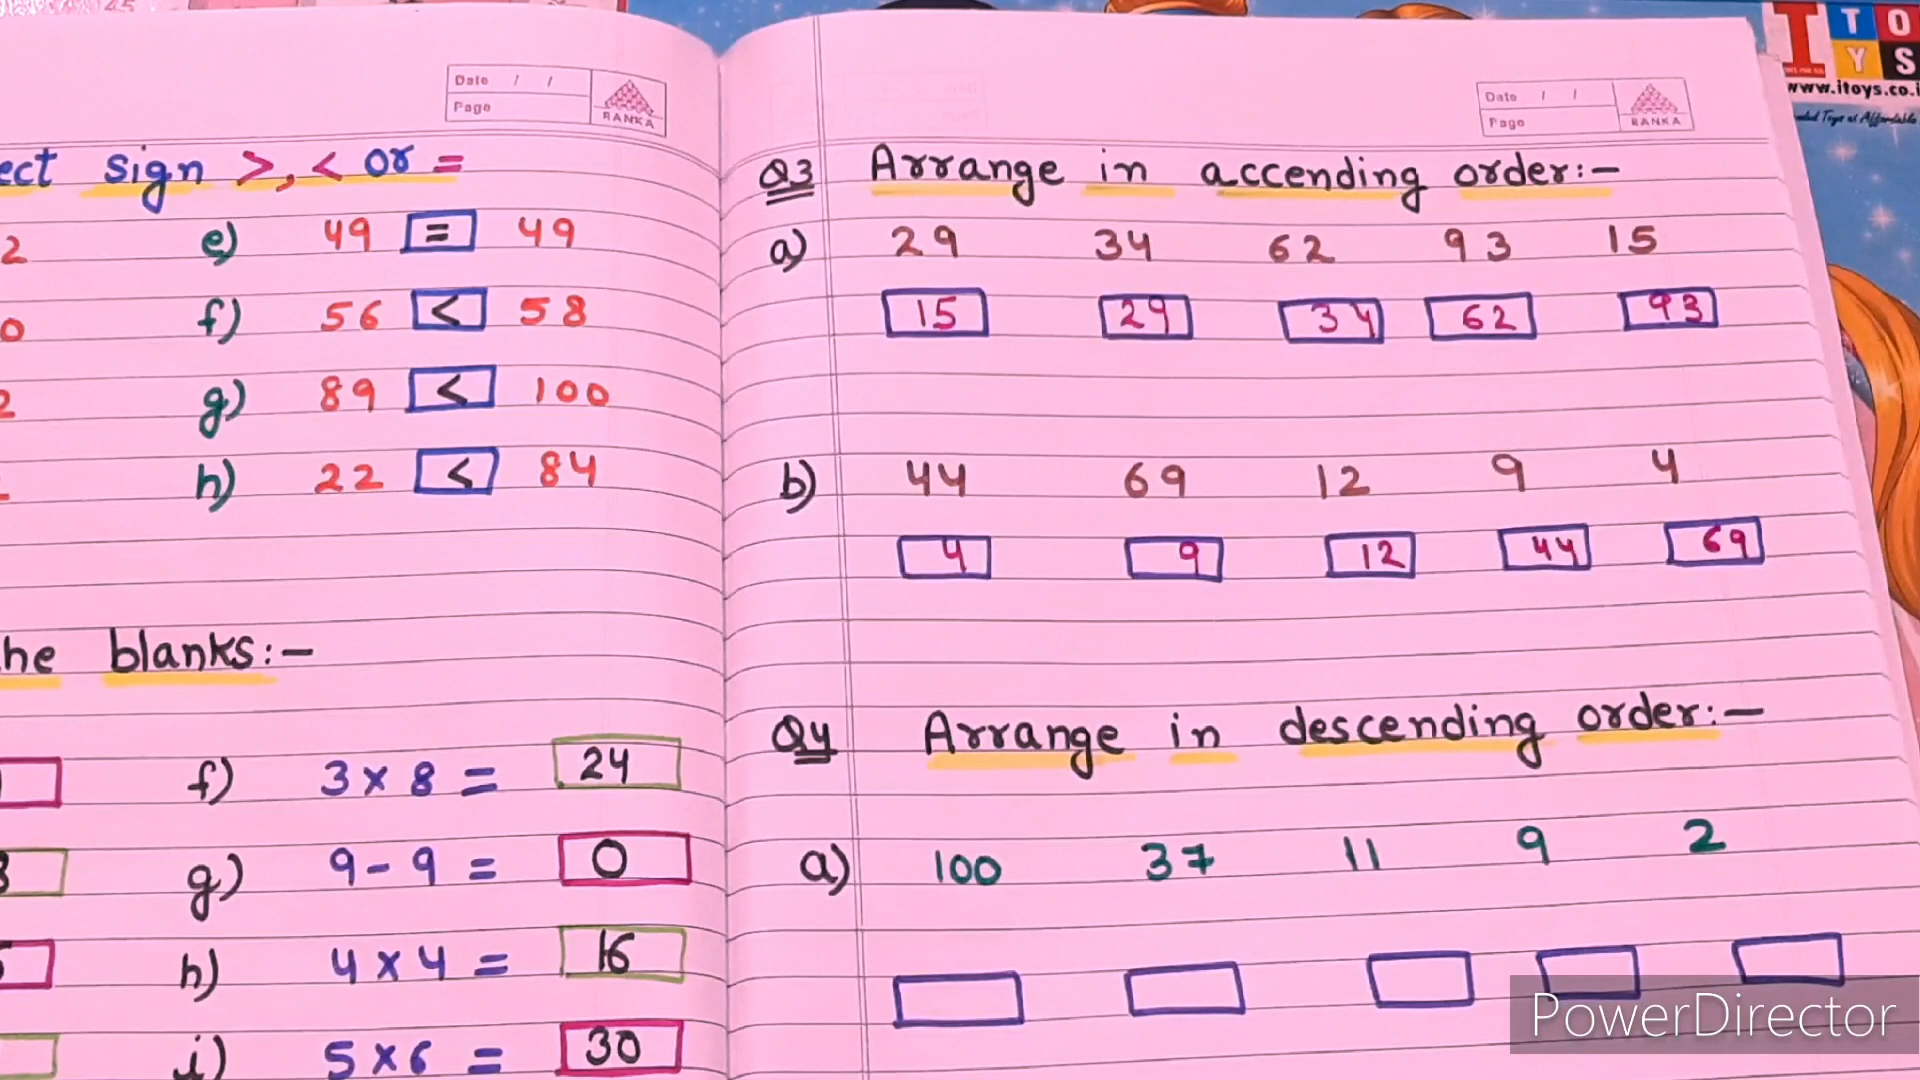 Date / /
Page
RANKA
ect sign >, < or =
2 e) 49 = 49
0 f) 56 < 58
2 g) 89 < 100
h) 22 < 84
he blanks:-
f) 3 × 8 = 24
g) 9 - 9 = 0
h) 4 × 4 = 16
i) 5 × 6 = 30
Date / /
Page
RANKA
Q3 Arrange in accending order:-
a) 29 34 62 93 15
15 29 34 62 93
b) 44 69 12 9 4
4 9 12 44 69
Q4 Arrange in descending order:-
a) 100 37 11 9 2
I TOYS
www.itoys.co.i
PowerDirector